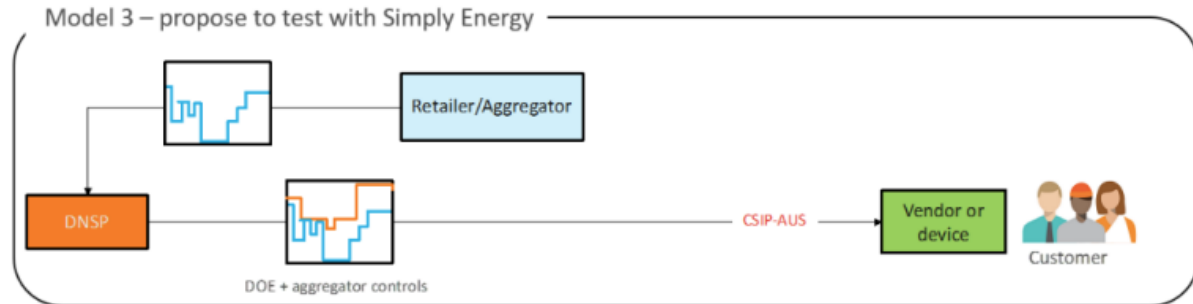 Model 3 – propose to test with Simply Energy
Retailer/Aggregator
DNSP
CSIP-AUS
Vendor or
device
Customer
DOE + aggregator controls